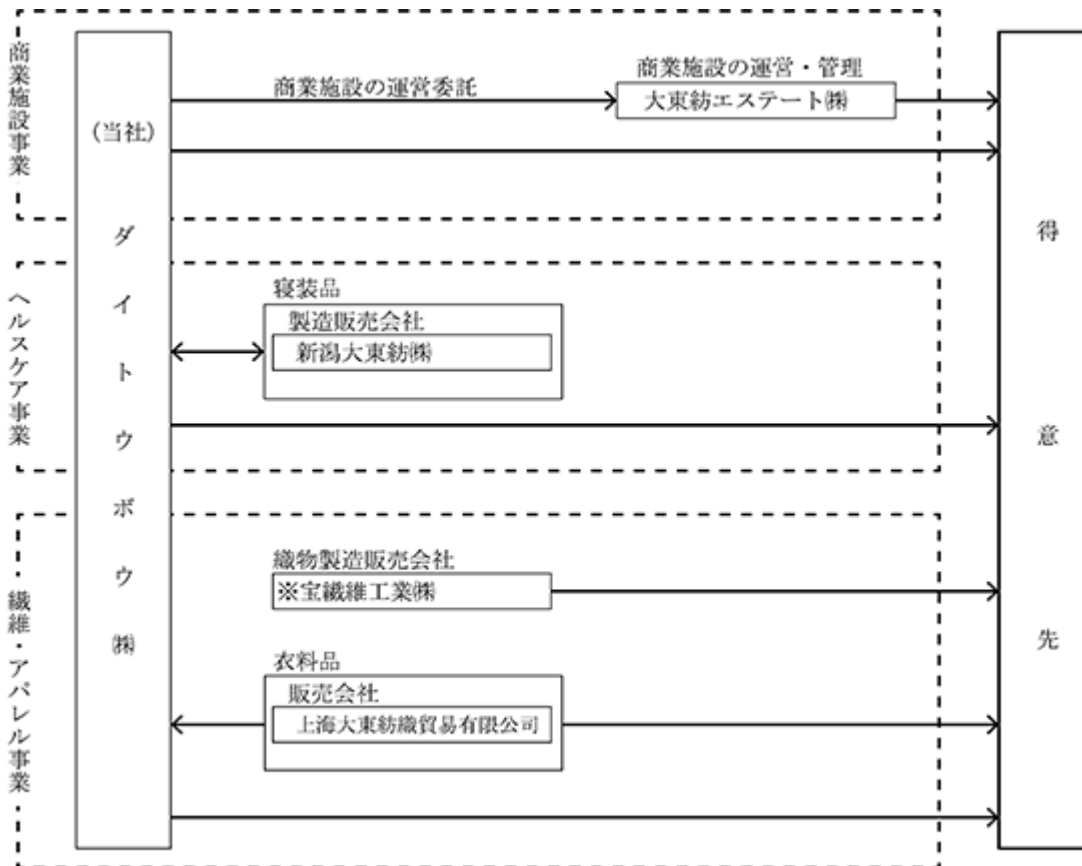 商業施設事業
(当社)
ダイトウボウ㈱
商業施設の運営委託
商業施設の運営・管理
大東紡エステート㈱
得意先
ヘルスケア事業
寝装品
製造販売会社
新潟大東紡㈱
繊維・アパレル事業
織物製造販売会社
※宝繊維工業㈱
衣料品
販売会社
上海大東紡織貿易有限公司